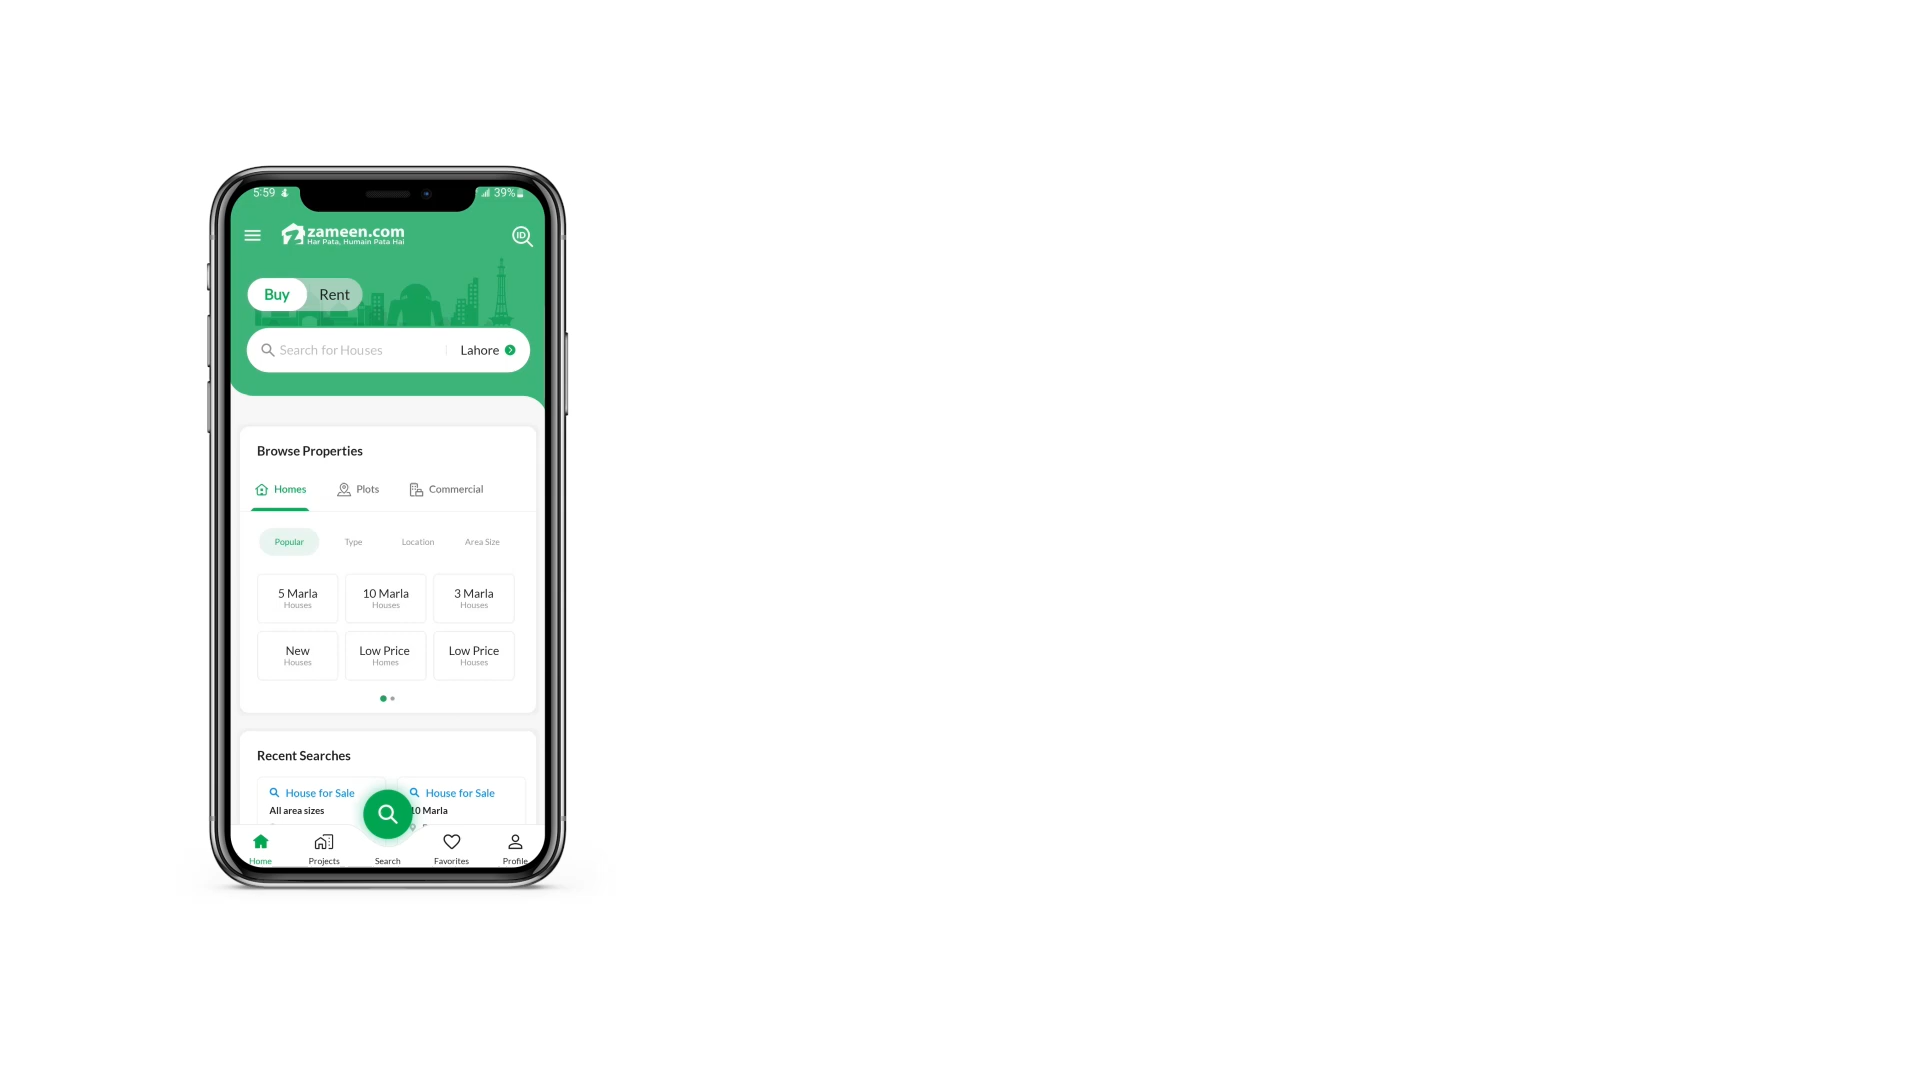 5:59
39%
zameen.com
Har Pata, Humain Pata Hai
ID
Buy
Rent
Search for Houses
Lahore
Browse Properties
Homes
Plots
Commercial
Popular
Type
Location
Area Size
5 Marla
Houses
10 Marla
Houses
3 Marla
Houses
New
Houses
Low Price
Homes
Low Price
Houses
Recent Searches
House for Sale
All area sizes
House for Sale
10 Marla
Home
Projects
Search
Favorites
Profile